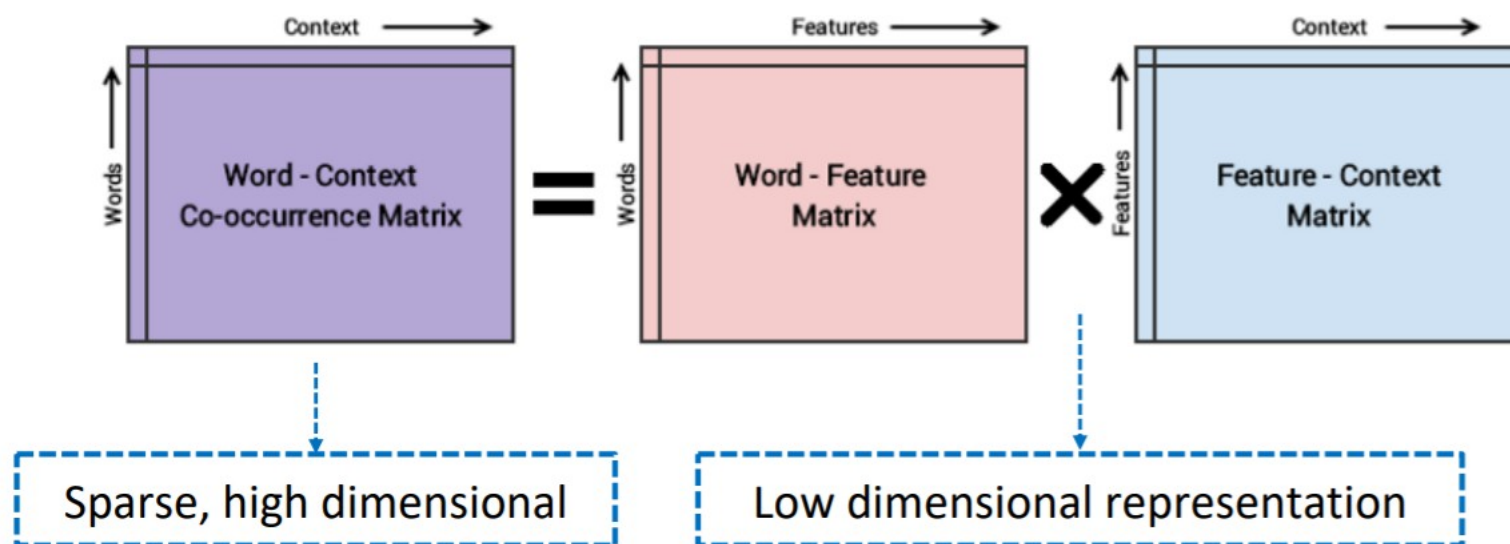 Context
Features
Context
Words
Word - Context
Co-occurrence Matrix
=
Words
Word - Feature
Matrix
×
Features
Feature - Context
Matrix
Sparse, high dimensional
Low dimensional representation